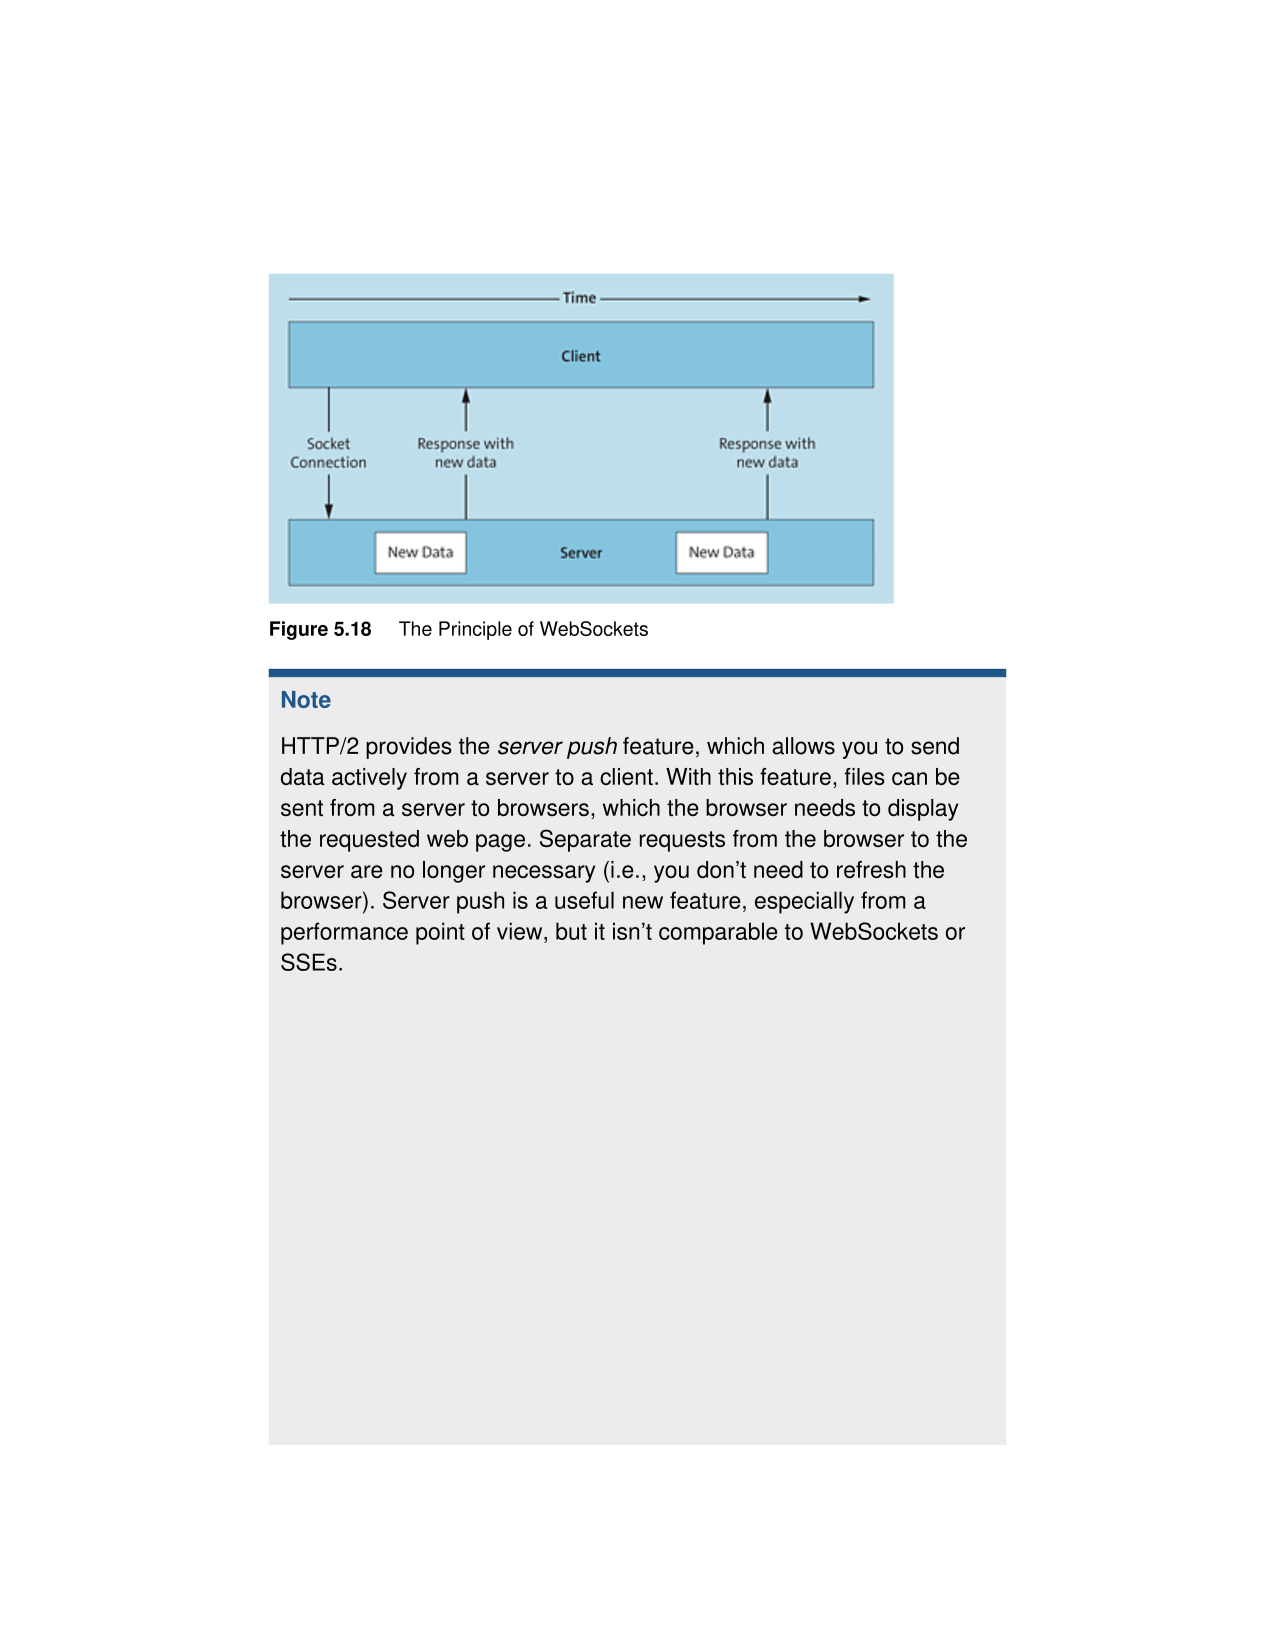 Time
Client
Socket
Connection
Response with
new data
Response with
new data
New Data
Server
New Data
Figure 5.18 The Principle of WebSockets
Note
HTTP/2 provides the server push feature, which allows you to send
data actively from a server to a client. With this feature, files can be
sent from a server to browsers, which the browser needs to display
the requested web page. Separate requests from the browser to the
server are no longer necessary (i.e., you don’t need to refresh the
browser). Server push is a useful new feature, especially from a
performance point of view, but it isn’t comparable to WebSockets or
SSEs.